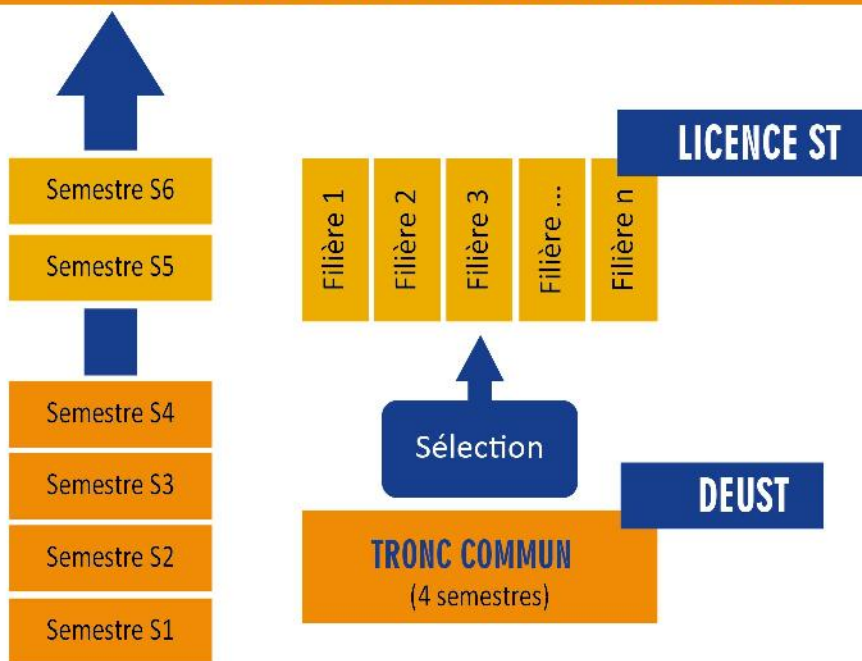 Semestre S6
Semestre S5
Semestre S4
Semestre S3
Semestre S2
Semestre S1
LICENCE ST
Filière 1
Filière 2
Filière 3
Filière ...
Filière n
Sélection
DEUST
TRONC COMMUN
(4 semestres)